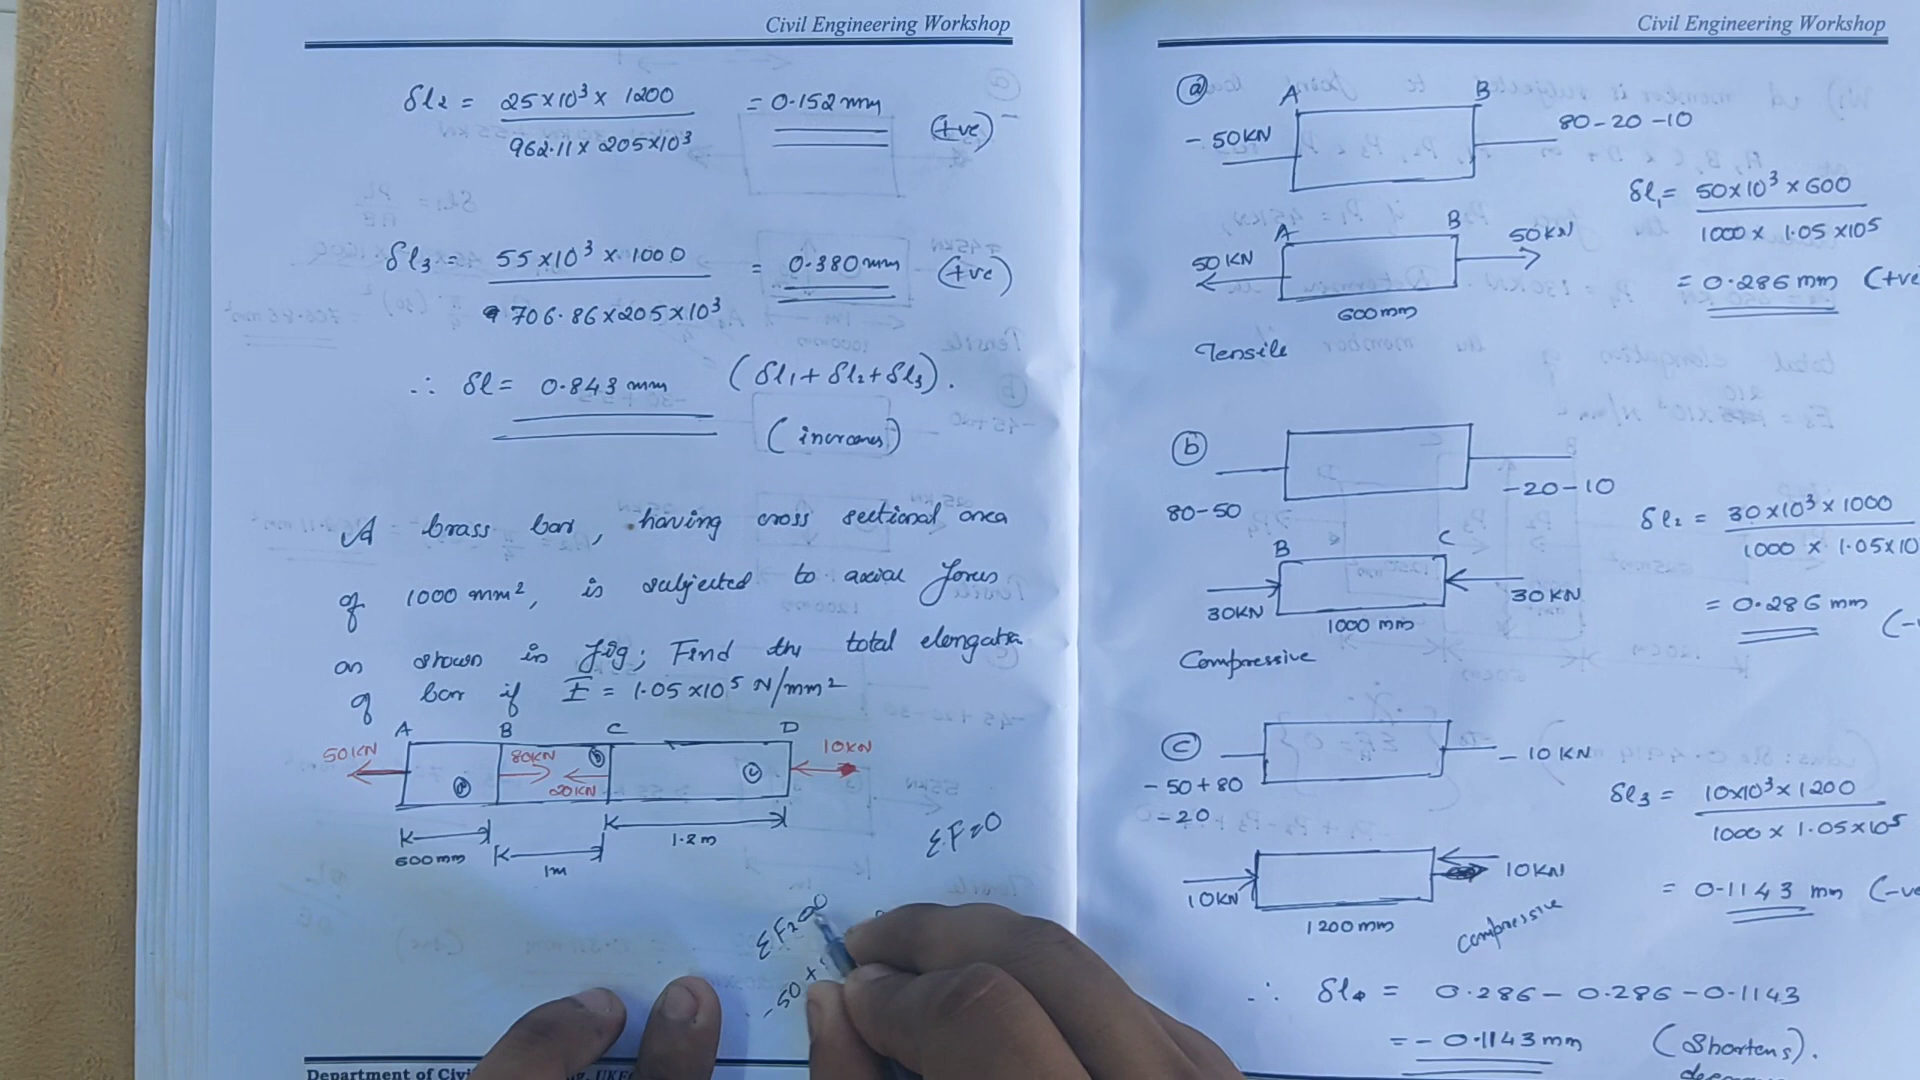 Civil Engineering Workshop
δl₂ = 25×10³ × 1200 / 962.11 × 205×10³ = 0.152 mm (+ve)
δl₃ = 55×10³ × 1000 / 706.86×205×10³ = 0.380 mm (+ve)
∴ δl = 0.843 mm (δl₁ + δl₂ + δl₃).
(increases)
A brass bar, having cross sectional area
of 1000 mm², is subjected to axial forces
as shown in fig; Find the total elongation
of bar if E = 1.05×10⁵ N/mm²
A B C D
50KN 80KN 20KN 10KN
a b c
600mm 1m 1.2m
ΣF=0
ΣF=0
-50+
Department of Civi
Civil Engineering Workshop
a A B
-50KN 80-20-10
δl₁ = 50×10³ × 600 / 1000 × 1.05×10⁵
A B
50KN 50KN
= 0.286 mm (+ve
600mm
Tensile
b
80-50 -20-10
δl₂ = 30×10³ × 1000 / 1000 × 1.05×10
B C
30KN 30KN
= 0.286 mm (-
1000 mm
Compressive
c
-50+80 -10KN
-20
δl₃ = 10×10³ × 1200 / 1000 × 1.05×10⁵
10KN 10KN
= 0.1143 mm (-ve
1200mm
Compressive
∴ δl = 0.286 - 0.286 - 0.1143
= -0.1143 mm (Shortens).